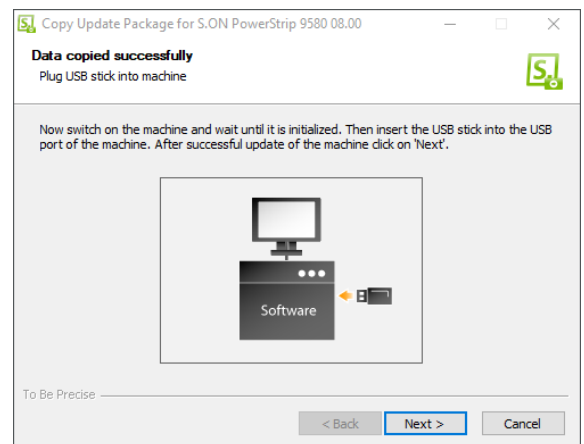 Copy Update Package for S.ON PowerStrip 9580 08.00
Data copied successfully
Plug USB stick into machine
S.
Now switch on the machine and wait until it is initialized. Then insert the USB stick into the USB
port of the machine. After successful update of the machine click on 'Next'.
Software
To Be Precise
< Back Next > Cancel